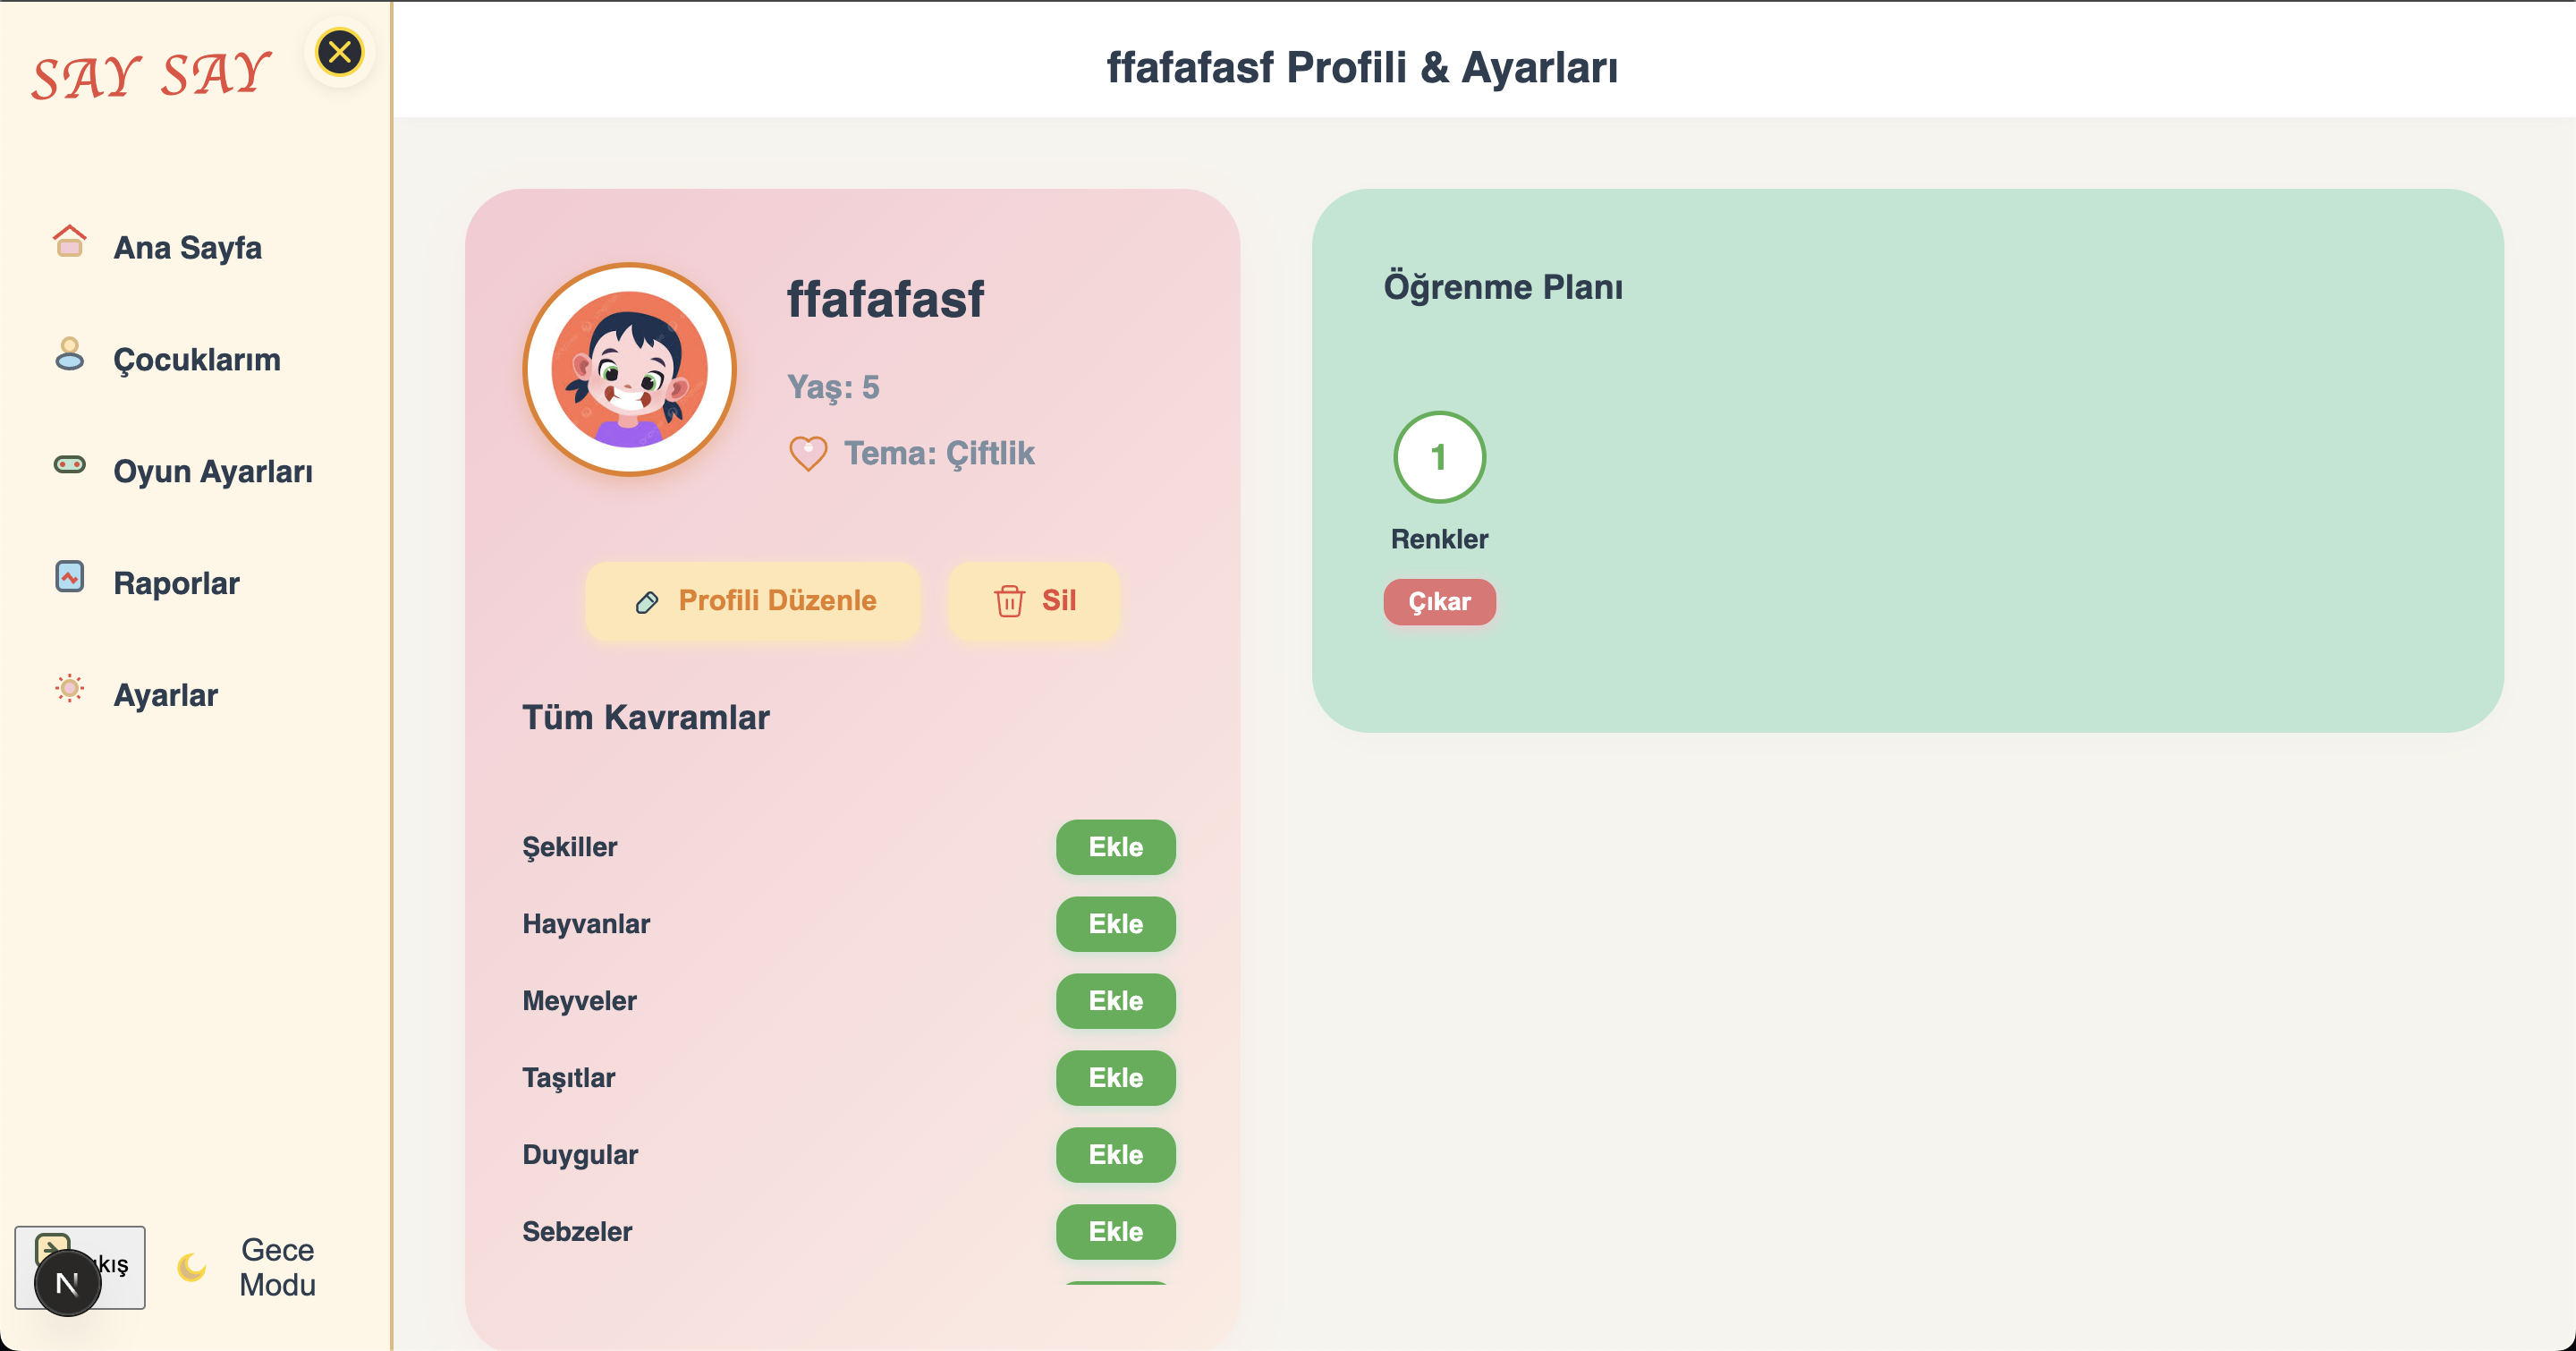 SAY SAY
Ana Sayfa
Çocuklarım
Oyun Ayarları
Raporlar
Ayarlar
Gece
Modu
N
ffafafasf Profili & Ayarları
ffafafasf
Yaş: 5
Tema: Çiftlik
Profili Düzenle
Sil
Tüm Kavramlar
Şekiller
Ekle
Hayvanlar
Ekle
Meyveler
Ekle
Taşıtlar
Ekle
Duygular
Ekle
Sebzeler
Ekle
Öğrenme Planı
1
Renkler
Çıkar